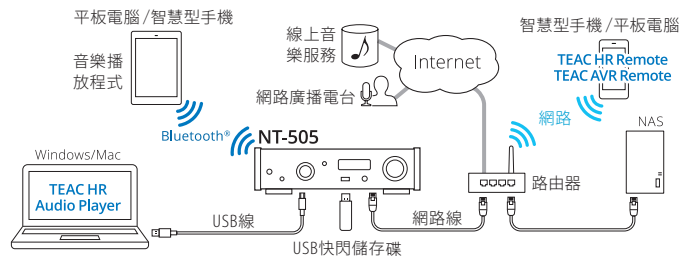 平板電腦/智慧型手機
音樂播
放程式
Bluetooth®
線上音
樂服務
網路廣播電台
Internet
智慧型手機/平板電腦
TEAC HR Remote
TEAC AVR Remote
網路
NAS
NT-505
Windows/Mac
TEAC HR
Audio Player
USB線
USB快閃儲存碟
網路線
路由器